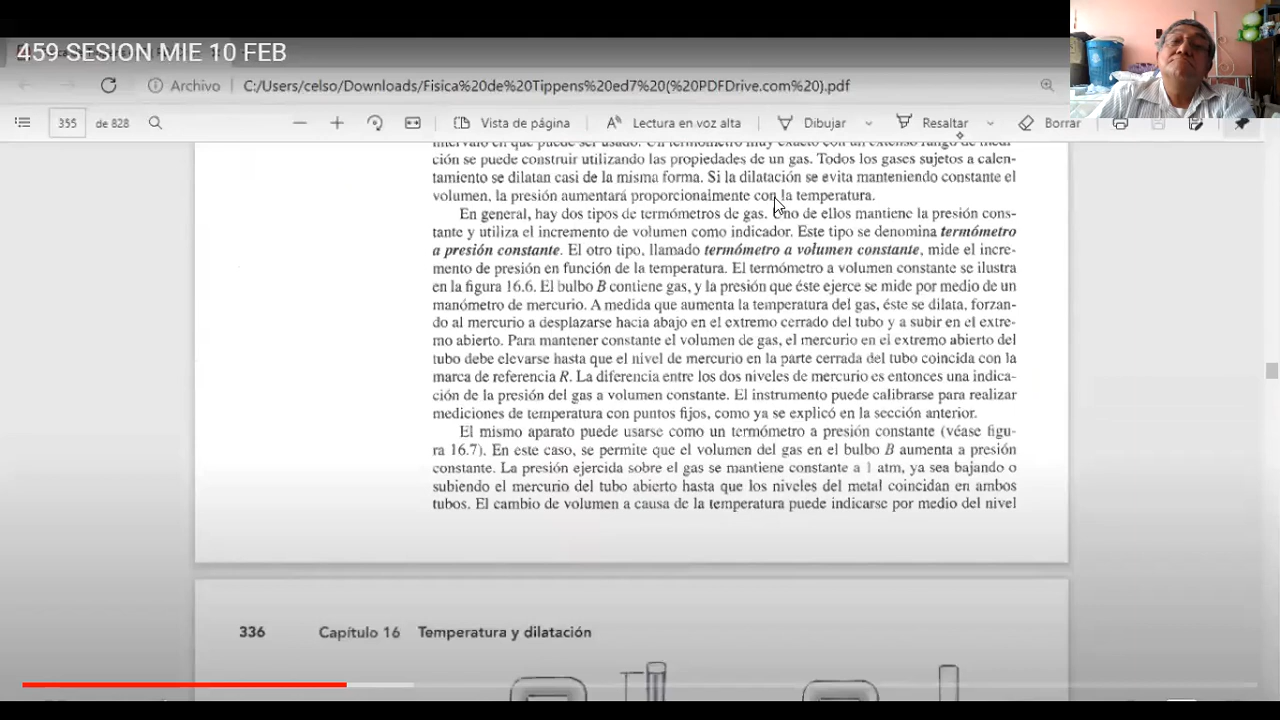 459 SESION MIE 10 FEB
Archivo C:/Users/celso/Downloads/Fisica%20de%20Tippens%20ed7%20(%20PDFDrive.com%20).pdf
355 de 828 Vista de página Lectura en voz alta Dibujar Resaltar Borrar
intervalo en que puede ser usado. Un termómetro muy exacto con un extenso rango de medi-
ción se puede construir utilizando las propiedades de un gas. Todos los gases sujetos a calen-
tamiento se dilatan casi de la misma forma. Si la dilatación se evita manteniendo constante el
volumen, la presión aumentará proporcionalmente con la temperatura.
En general, hay dos tipos de termómetros de gas. Uno de ellos mantiene la presión cons-
tante y utiliza el incremento de volumen como indicador. Este tipo se denomina termómetro
a presión constante. El otro tipo, llamado termómetro a volumen constante, mide el incre-
mento de presión en función de la temperatura. El termómetro a volumen constante se ilustra
en la figura 16.6. El bulbo B contiene gas, y la presión que éste ejerce se mide por medio de un
manómetro de mercurio. A medida que aumenta la temperatura del gas, éste se dilata, forzan-
do al mercurio a desplazarse hacia abajo en el extremo cerrado del tubo y a subir en el extre-
mo abierto. Para mantener constante el volumen de gas, el mercurio en el extremo abierto del
tubo debe elevarse hasta que el nivel de mercurio en la parte cerrada del tubo coincida con la
marca de referencia R. La diferencia entre los dos niveles de mercurio es entonces una indica-
ción de la presión del gas a volumen constante. El instrumento puede calibrarse para realizar
mediciones de temperatura con puntos fijos, como ya se explicó en la sección anterior.
El mismo aparato puede usarse como un termómetro a presión constante (véase figu-
ra 16.7). En este caso, se permite que el volumen del gas en el bulbo B aumenta a presión
constante. La presión ejercida sobre el gas se mantiene constante a 1 atm, ya sea bajando o
subiendo el mercurio del tubo abierto hasta que los niveles del metal coincidan en ambos
tubos. El cambio de volumen a causa de la temperatura puede indicarse por medio del nivel
336 Capítulo 16 Temperatura y dilatación